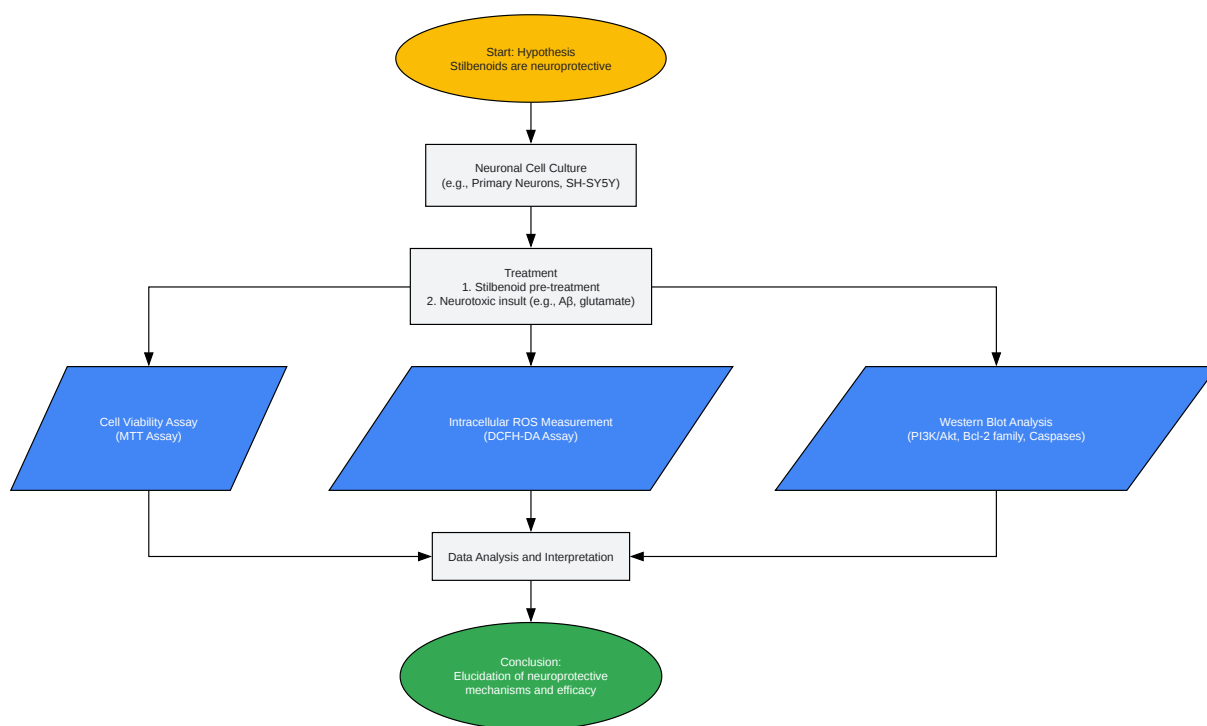 Start: Hypothesis
Stilbenoids are neuroprotective
Neuronal Cell Culture
(e.g., Primary Neurons, SH-SY5Y)
Treatment
1. Stilbenoid pre-treatment
2. Neurotoxic insult (e.g., Aβ, glutamate)
Cell Viability Assay
(MTT Assay)
Intracellular ROS Measurement
(DCFH-DA Assay)
Western Blot Analysis
(PI3K/Akt, Bcl-2 family, Caspases)
Data Analysis and Interpretation
Conclusion:
Elucidation of neuroprotective
mechanisms and efficacy